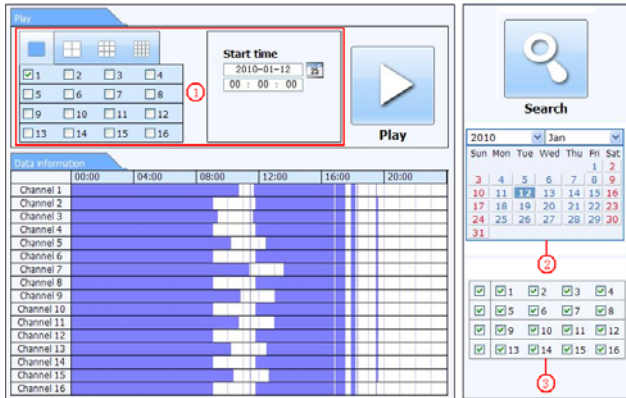 Play
1 2 3 4
5 6 7 8
9 10 11 12
13 14 15 16
1
Start time
2010-01-12 25
00 : 00 : 00
Play
Data information
00:00 04:00 08:00 12:00 16:00 20:00
Channel 1
Channel 2
Channel 3
Channel 4
Channel 5
Channel 6
Channel 7
Channel 8
Channel 9
Channel 10
Channel 11
Channel 12
Channel 13
Channel 14
Channel 15
Channel 16
Search
2010 Jan
Sun Mon Tue Wed Thu Fri Sat
1 2
3 4 5 6 7 8 9
10 11 12 13 14 15 16
17 18 19 20 21 22 23
24 25 26 27 28 29 30
31
2
1 2 3 4
5 6 7 8
9 10 11 12
13 14 15 16
3